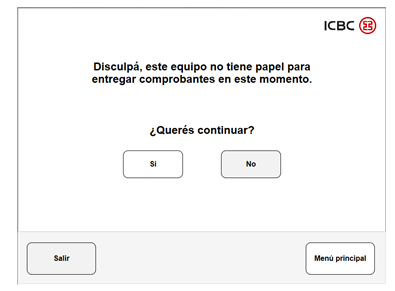 ICBC
Disculpá, este equipo no tiene papel para
entregar comprobantes en este momento.
¿Querés continuar?
Si
No
Salir
Menú principal